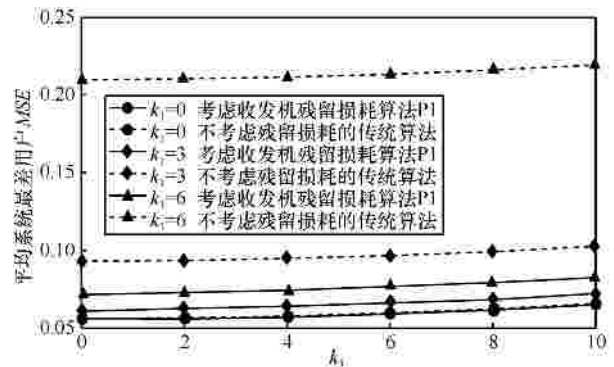 0.25
0.20
0.15
0.10
0.05
平均系统最差用户 MSE
k₁=0 考虑收发机残留损耗算法P1
k₁=0 不考虑残留损耗的传统算法
k₁=3 考虑收发机残留损耗算法P1
k₁=3 不考虑残留损耗的传统算法
k₁=6 考虑收发机残留损耗算法P1
k₁=6 不考虑残留损耗的传统算法
0 2 4 6 8 10
k₃